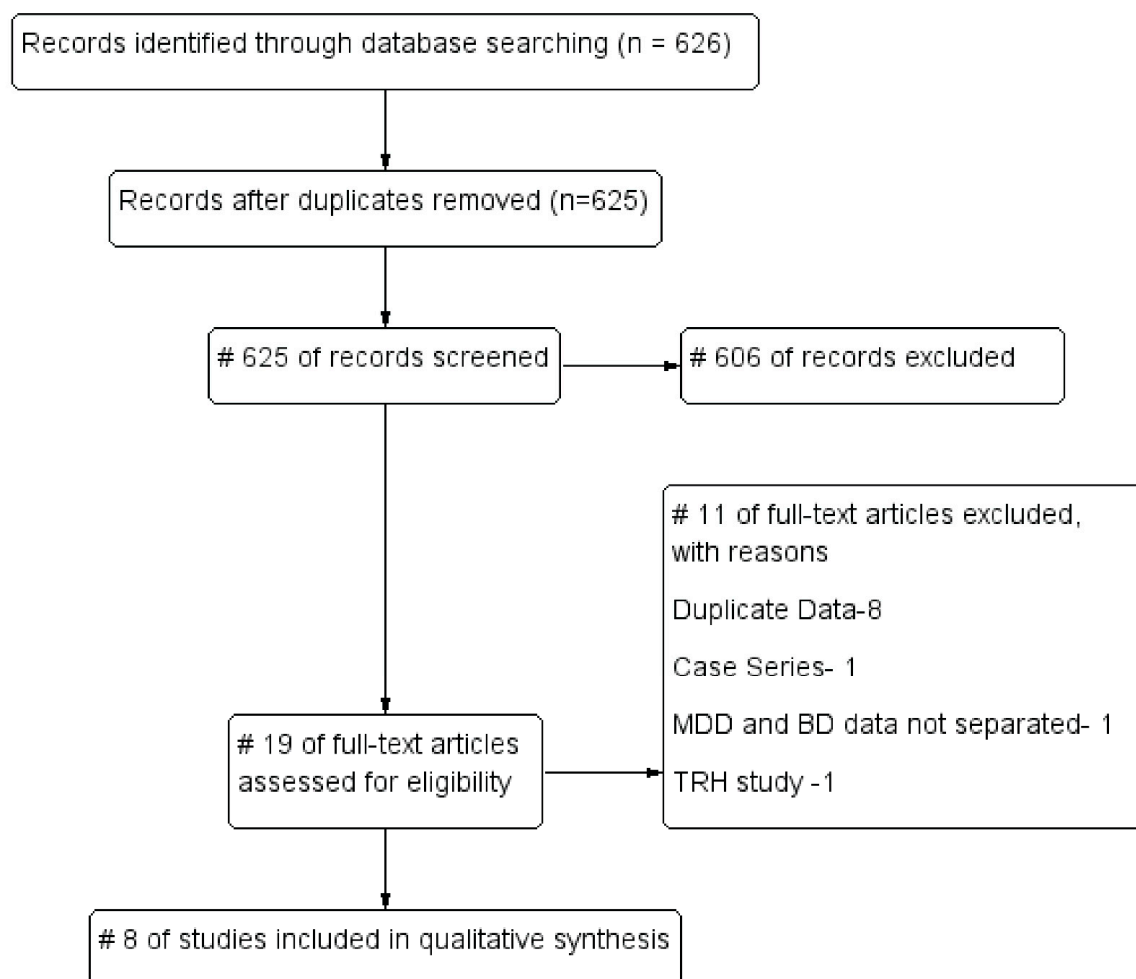 Records identified through database searching (n = 626)
Records after duplicates removed (n=625)
# 625 of records screened
# 606 of records excluded
# 11 of full-text articles excluded,
with reasons
Duplicate Data-8
Case Series- 1
MDD and BD data not separated- 1
TRH study -1
# 19 of full-text articles
assessed for eligibility
# 8 of studies included in qualitative synthesis